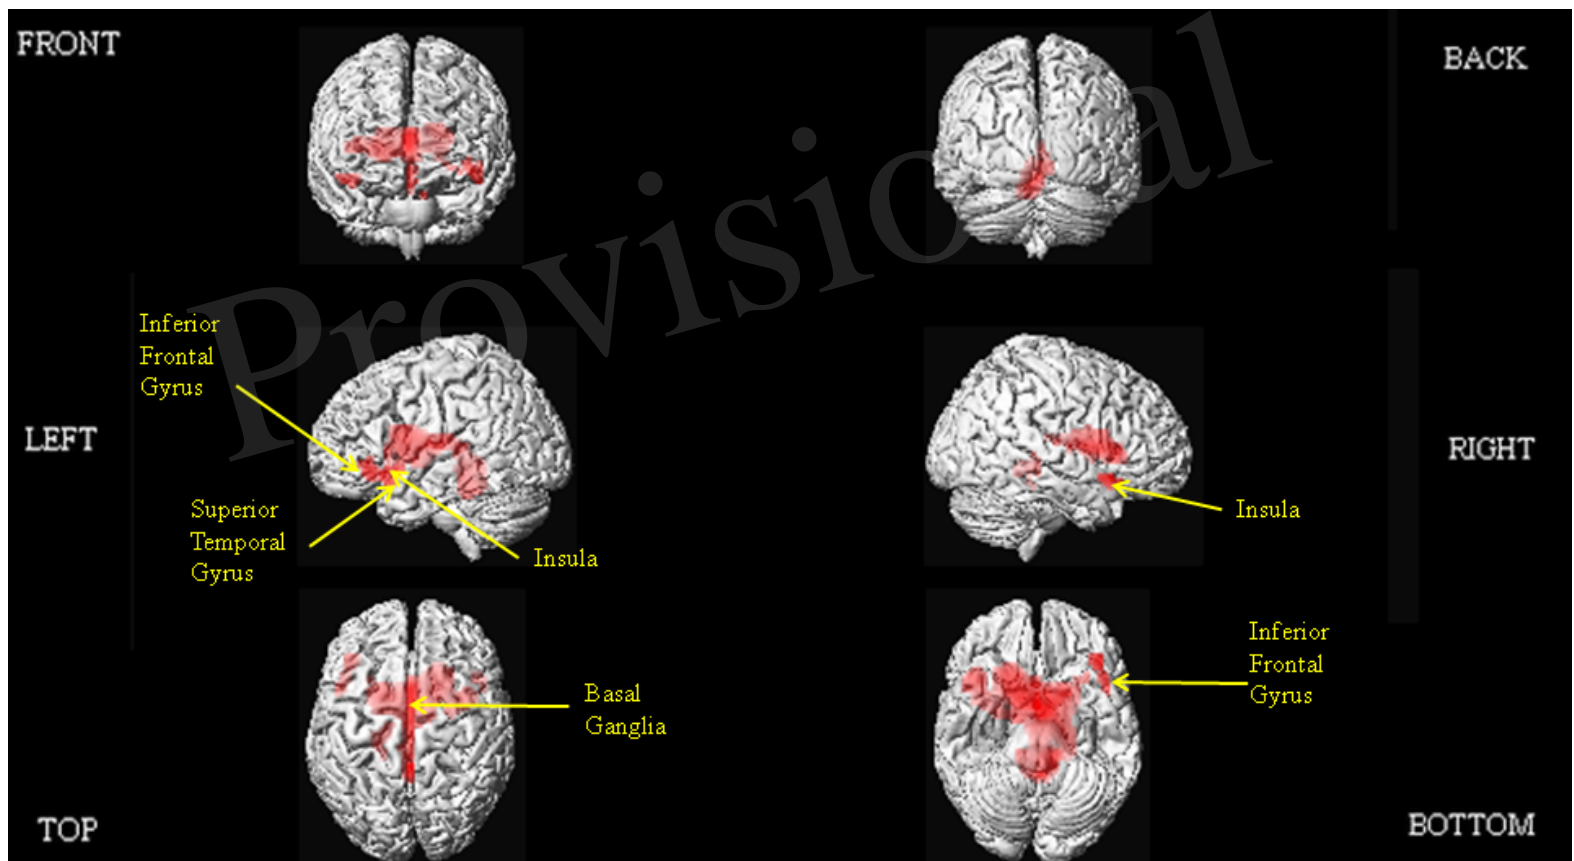 FRONT
BACK
Provisional
Inferior
Frontal
Gyrus
LEFT
RIGHT
Superior
Temporal
Gyrus
Insula
Insula
Inferior
Frontal
Gyrus
Basal
Ganglia
TOP
BOTTOM